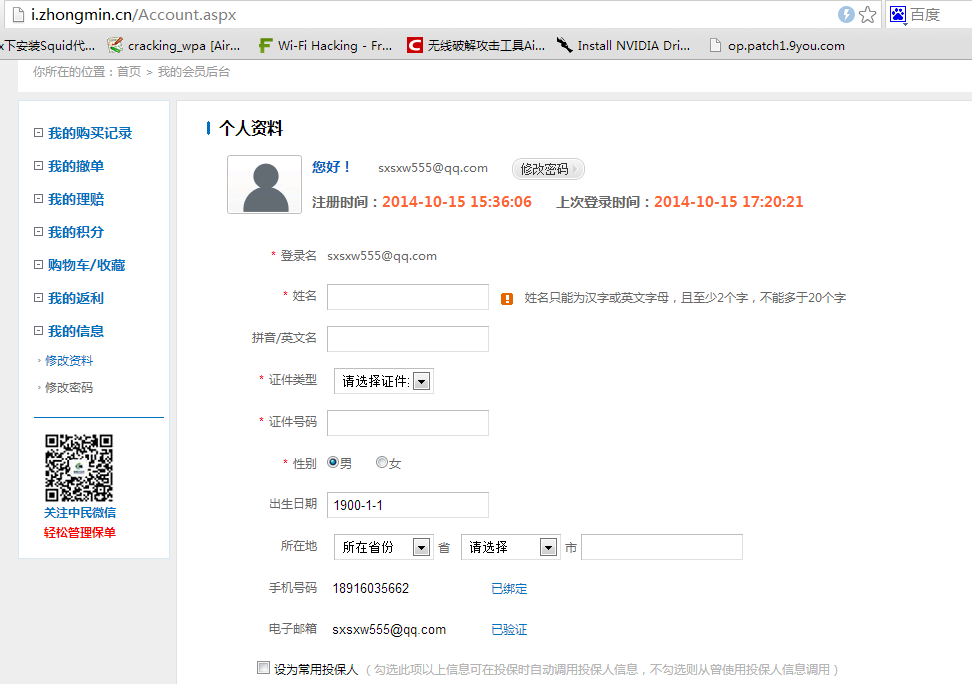 i.zhongmin.cn/Account.aspx 百度
x下安装Squid代... cracking_wpa [Air... Wi-Fi Hacking - Fr... 无线破解攻击工具Ai... Install NVIDIA Dri... op.patch1.9you.com
你所在的位置：首页 > 我的会员后台
我的购买记录
我的撤单
我的理赔
我的积分
购物车/收藏
我的返利
我的信息
修改资料
修改密码
关注中民微信
轻松管理保单
个人资料
您好！ sxsxw555@qq.com 修改密码
注册时间：2014-10-15 15:36:06 上次登录时间：2014-10-15 17:20:21
* 登录名 sxsxw555@qq.com
* 姓名 姓名只能为汉字或英文字母，且至少2个字，不能多于20个字
拼音/英文名
* 证件类型 请选择证件:
* 证件号码
* 性别 男 女
出生日期 1900-1-1
所在地 所在省份 省 请选择 市
手机号码 18916035662 已绑定
电子邮箱 sxsxw555@qq.com 已验证
设为常用投保人 （勾选此项以上信息可在投保时自动调用投保人信息，不勾选则从曾使用投保人信息调用）